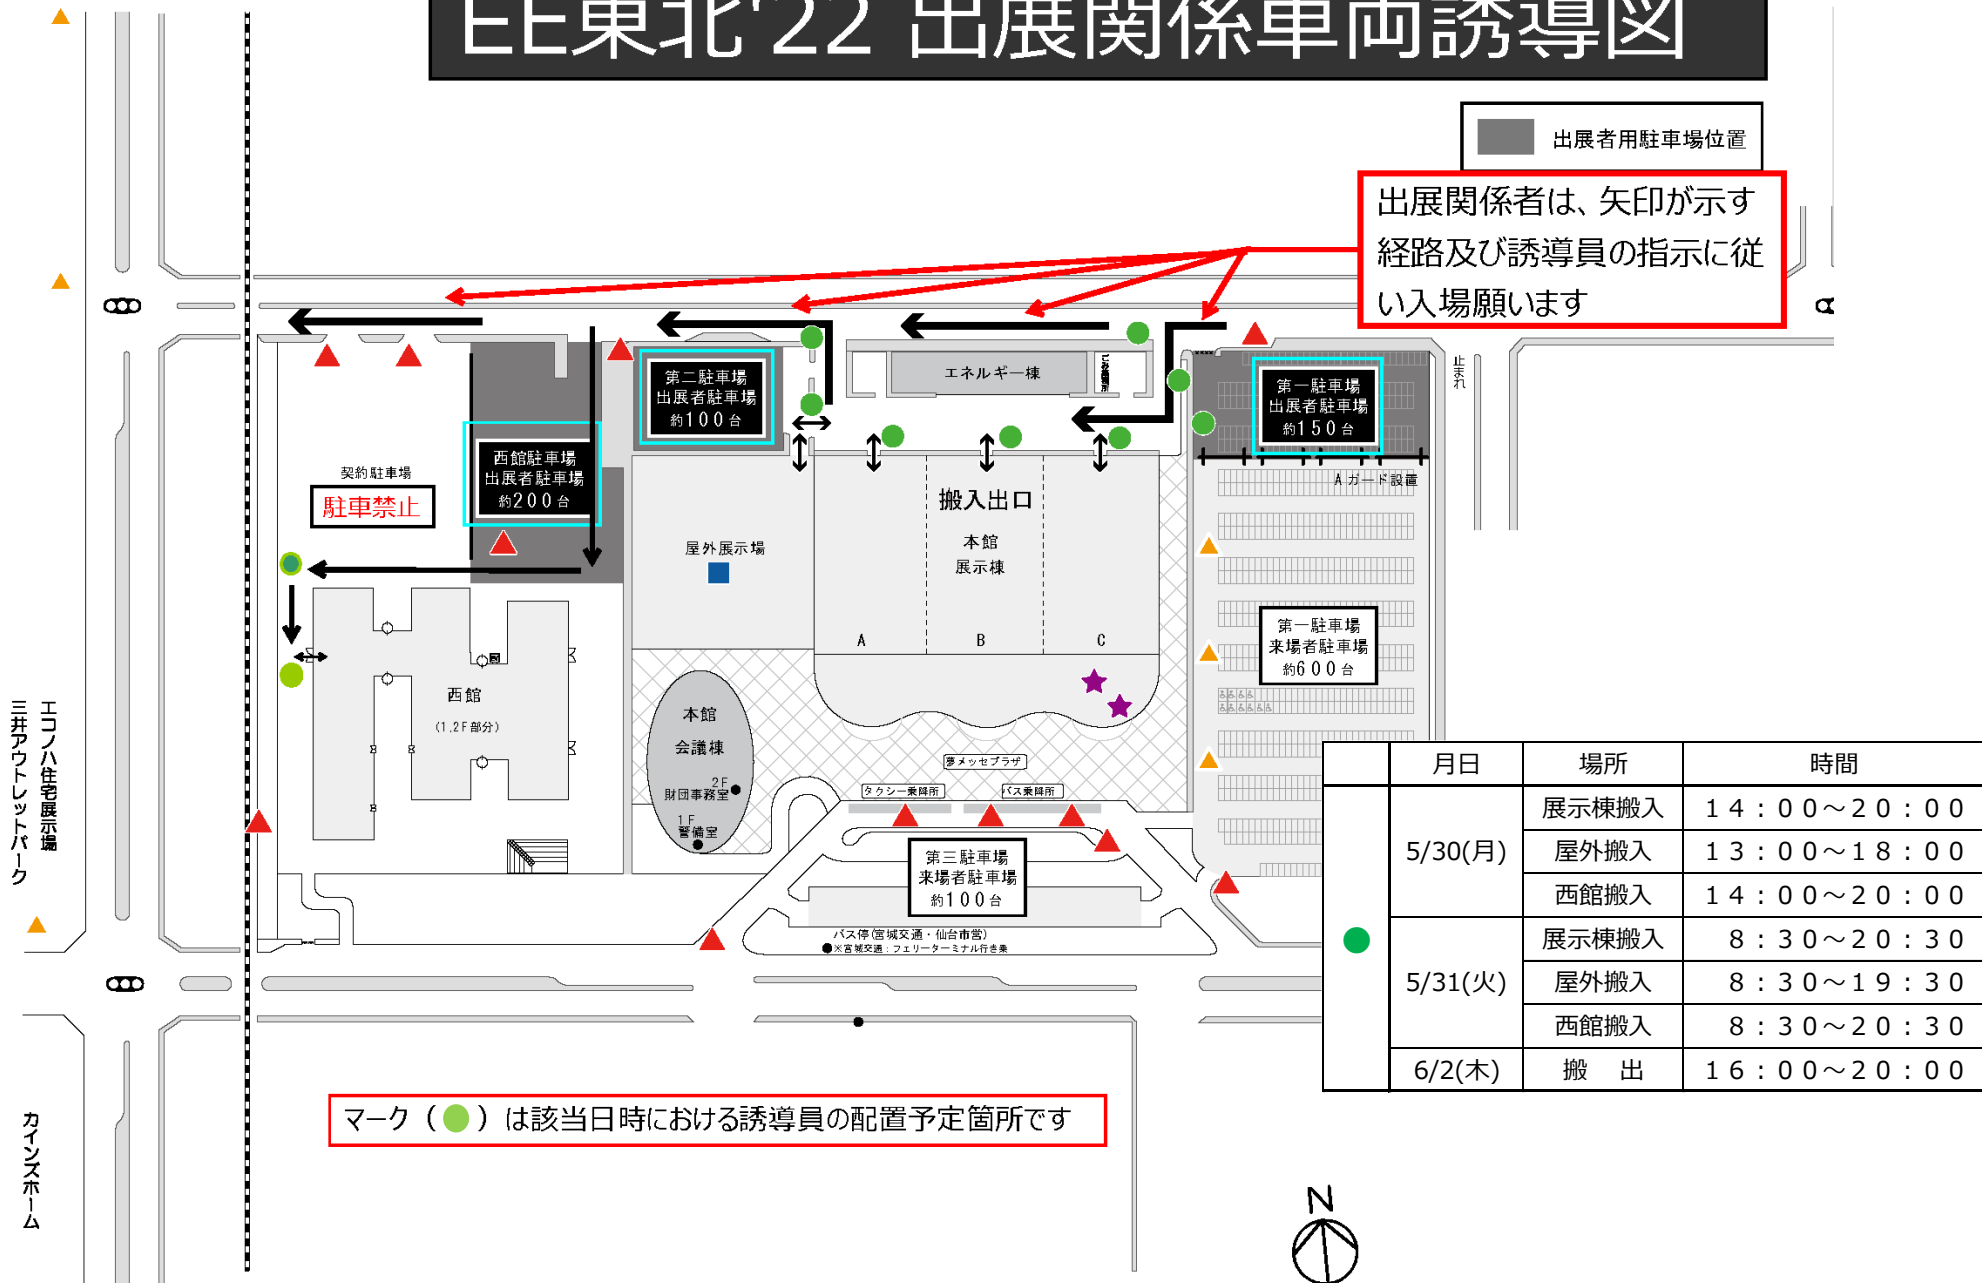 EE東北'22 出展関係車両誘導図
出展者用駐車場位置
出展関係者は、矢印が示す
経路及び誘導員の指示に従
い入場願います
第二駐車場
出展者駐車場
約100台
エネルギー棟
第一駐車場
出展者駐車場
約150台
止まれ
西館駐車場
出展者駐車場
約200台
契約駐車場
駐車禁止
Aガード設置
搬入出口
本館
展示棟
屋外展示場
A
B
C
第一駐車場
来場者駐車場
約600台
西館
(1.2F部分)
本館
会議棟
2F
財団事務室
1F
警備室
夢メッセプラザ
タクシー乗降所
バス乗降所
第三駐車場
来場者駐車場
約100台
バス停(宮城交通・仙台市営)
※宮城交通：フェリーターミナル行き乗
エコノハ住宅展示場
三井アウトレットパーク
カインズホーム
月日 場所 時間
5/30(月) 展示棟搬入 14：00～20：00
屋外搬入 13：00～18：00
西館搬入 14：00～20：00
5/31(火) 展示棟搬入 8：30～20：30
屋外搬入 8：30～19：30
西館搬入 8：30～20：30
6/2(木) 搬 出 16：00～20：00
マーク（●）は該当日時における誘導員の配置予定箇所です
N